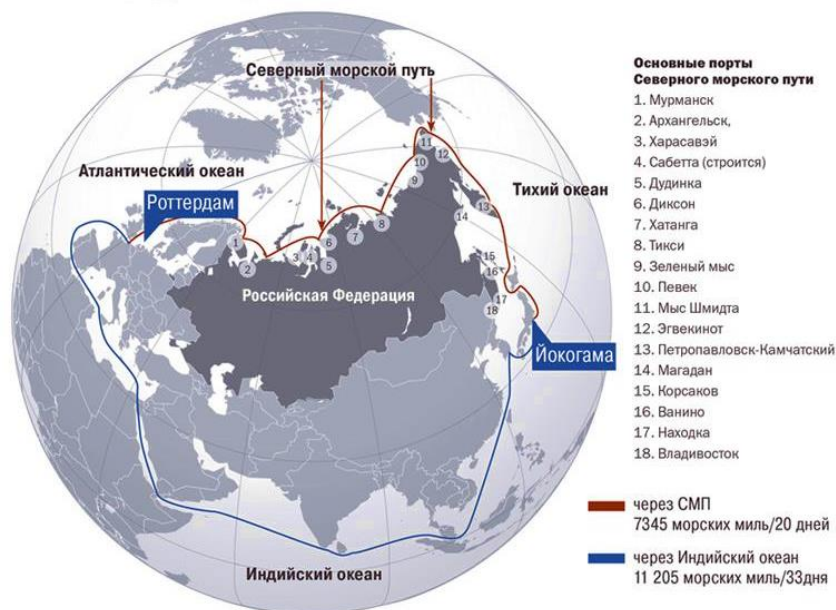 Северный морской путь
Атлантический океан
Роттердам
Тихий океан
Российская Федерация
Йокогама
Индийский океан
1
2
3
4
5
6
7
8
9
10
11
12
13
14
15
16
17
18
Основные порты
Северного морского пути
1. Мурманск
2. Архангельск,
3. Харасавэй
4. Сабетта (строится)
5. Дудинка
6. Диксон
7. Хатанга
8. Тикси
9. Зеленый мыс
10. Певек
11. Мыс Шмидта
12. Эгвекинот
13. Петропавловск-Камчатский
14. Магадан
15. Корсаков
16. Ванино
17. Находка
18. Владивосток
через СМП
7345 морских миль/20 дней
через Индийский океан
11 205 морских миль/33дня